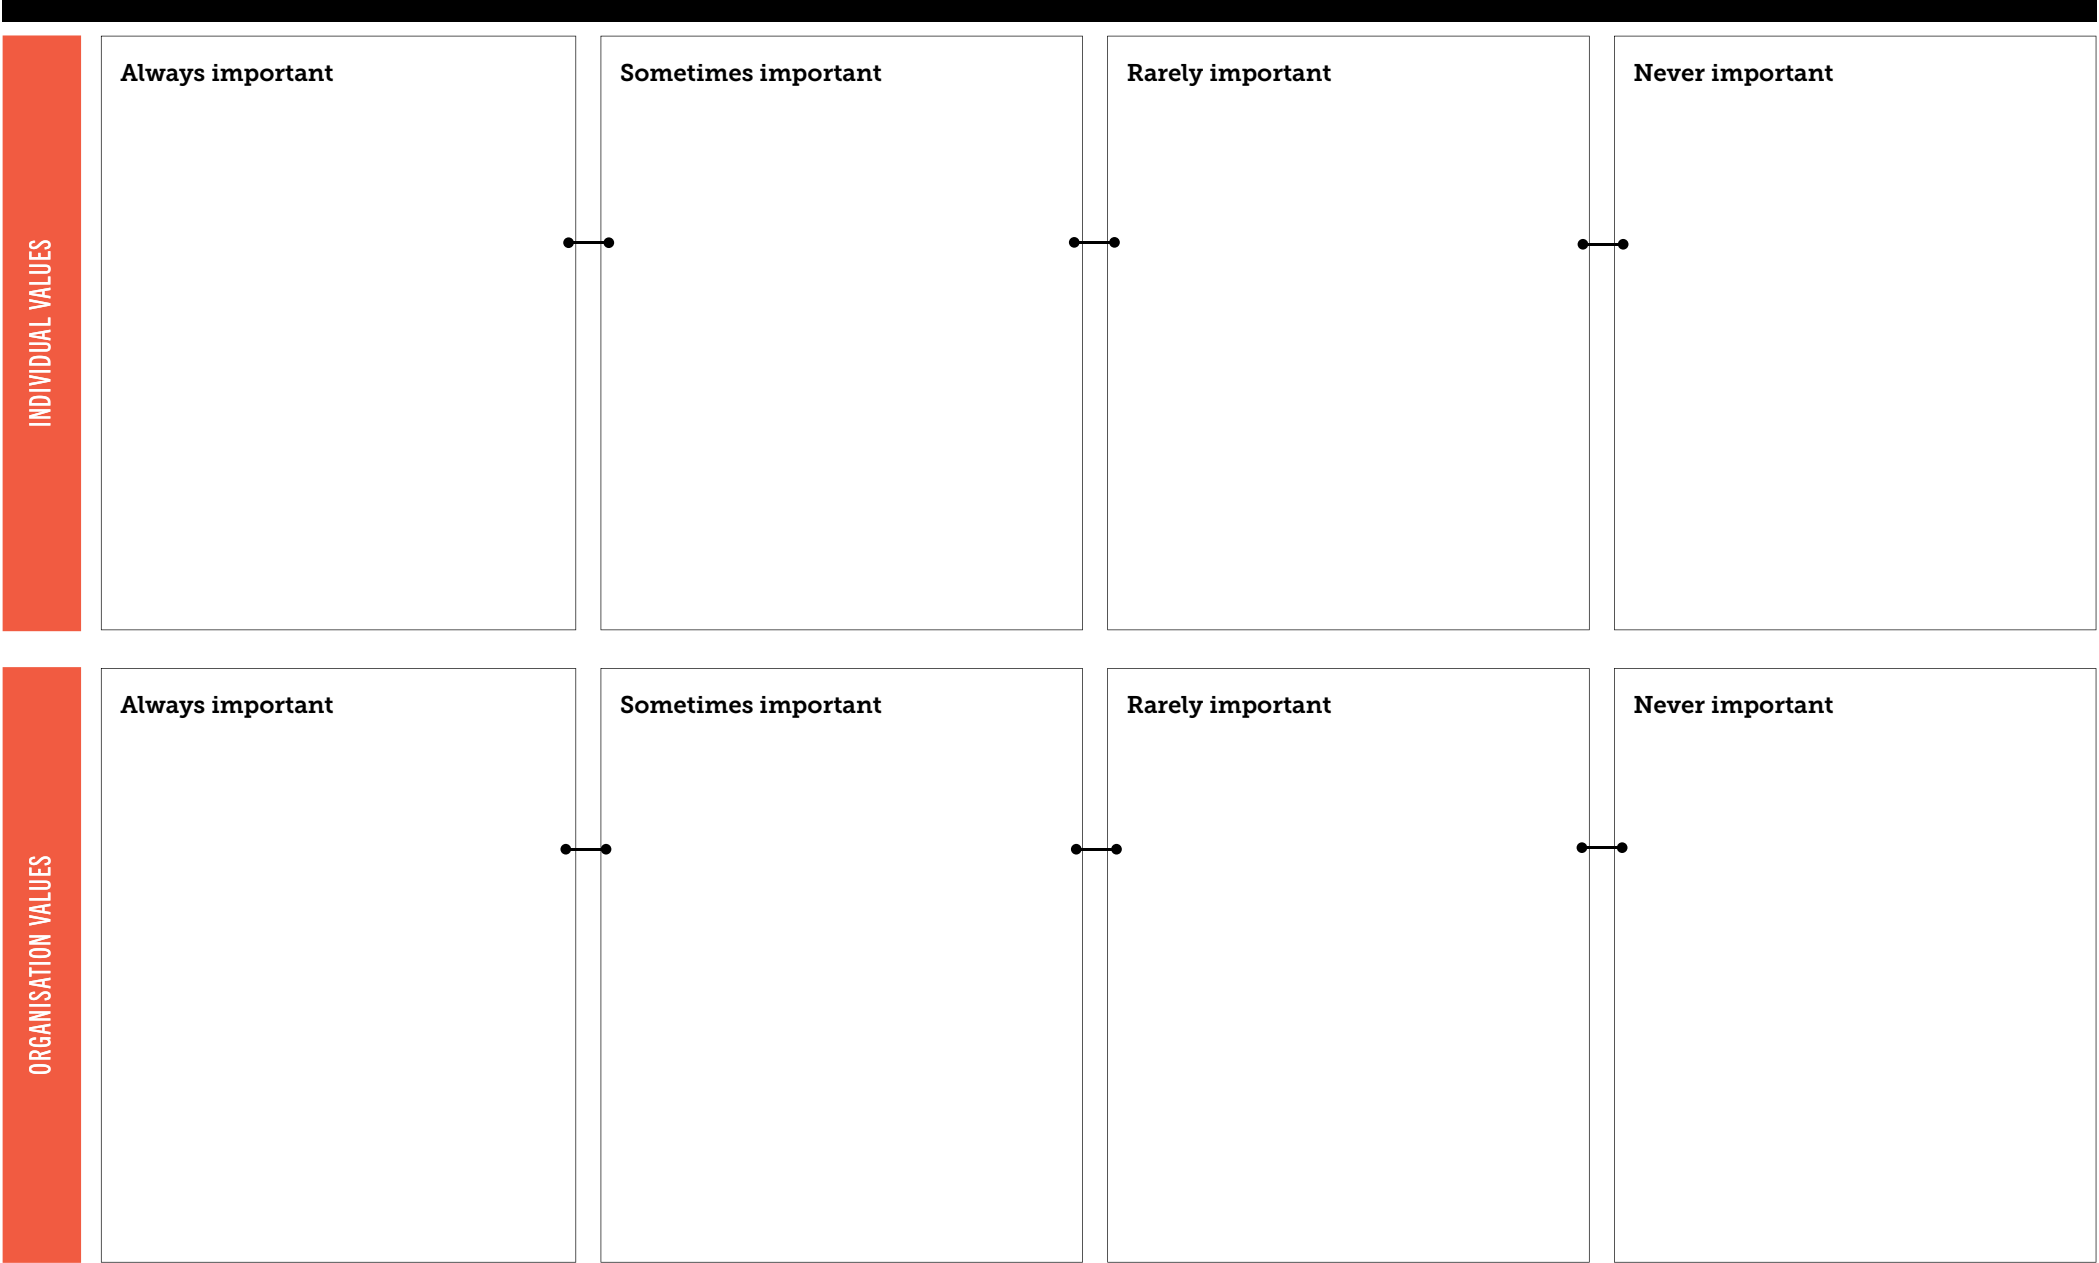 INDIVIDUAL VALUES
Always important
Sometimes important
Rarely important
Never important
ORGANISATION VALUES
Always important
Sometimes important
Rarely important
Never important